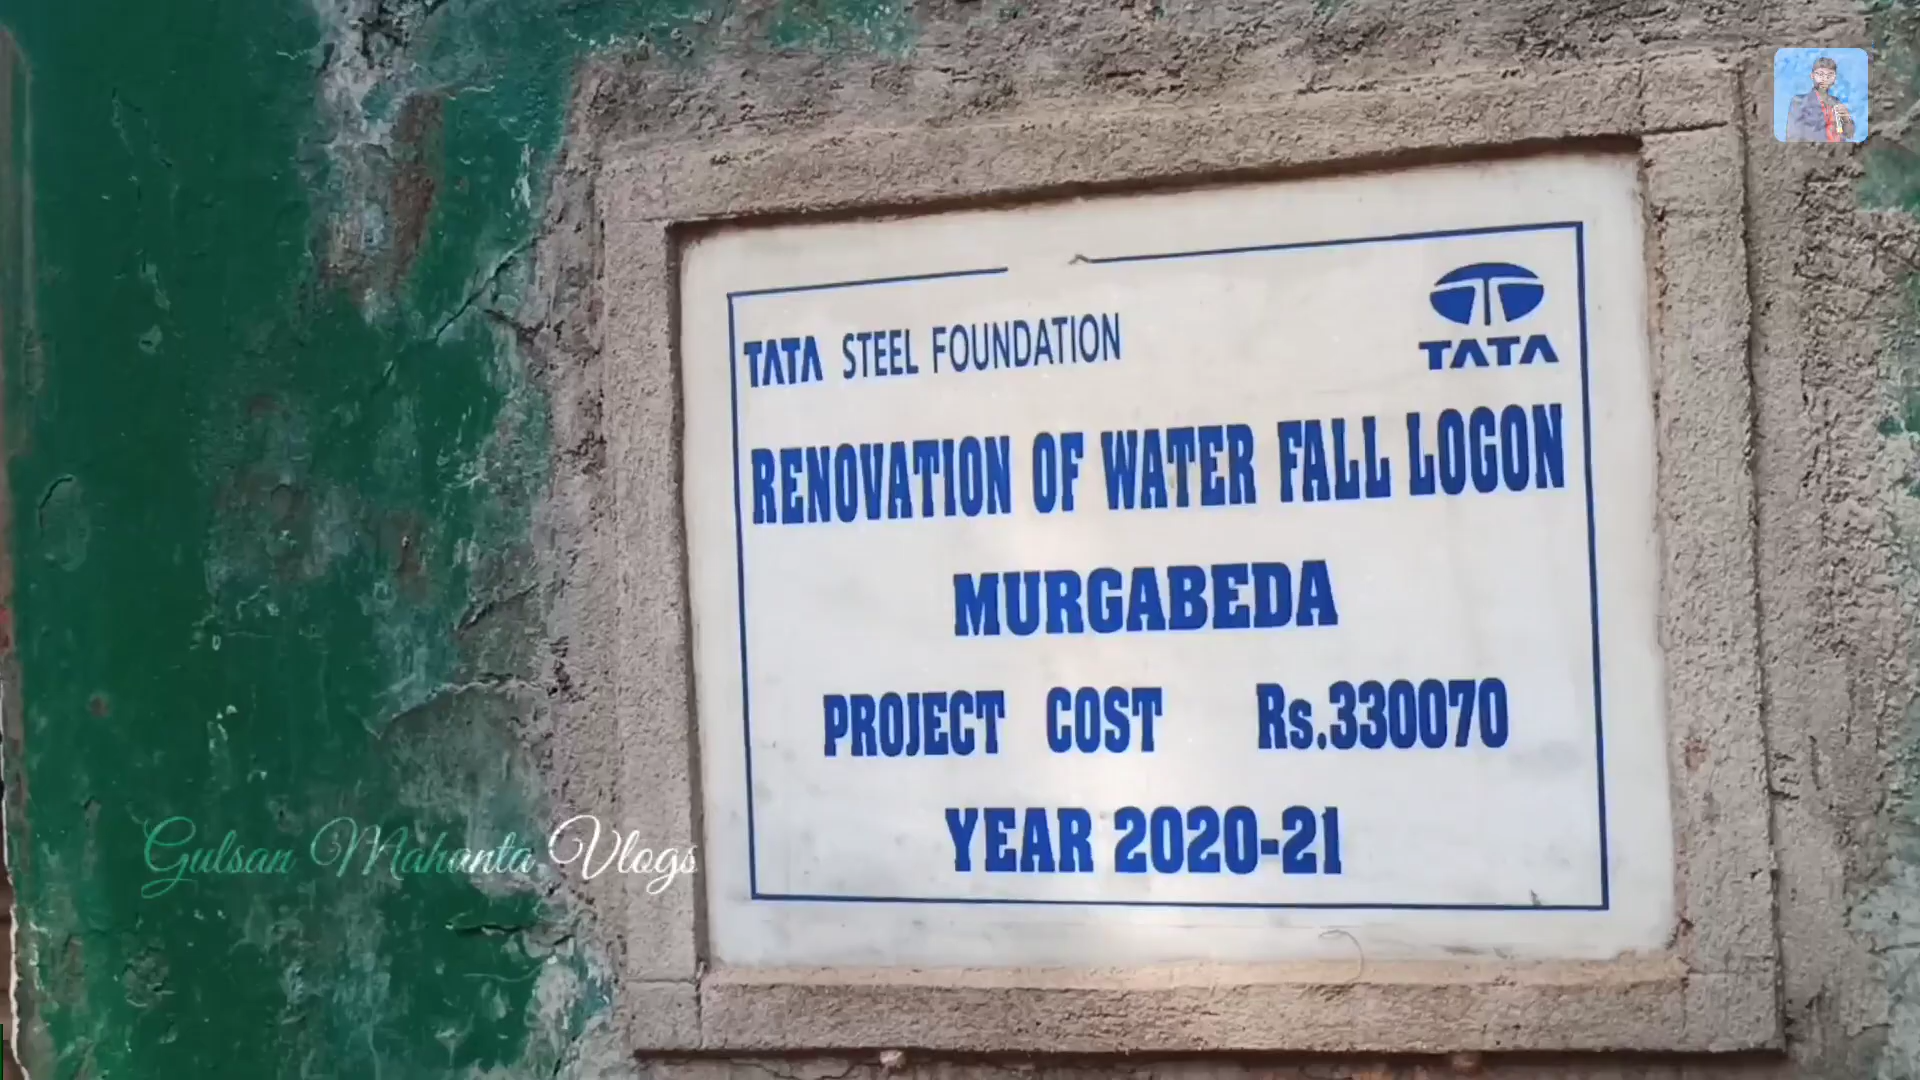 TATA STEEL FOUNDATION
TATA
RENOVATION OF WATER FALL LOGON
MURGABEDA
PROJECT COST Rs.330070
YEAR 2020-21
Gulsan Mahanta Vlogs